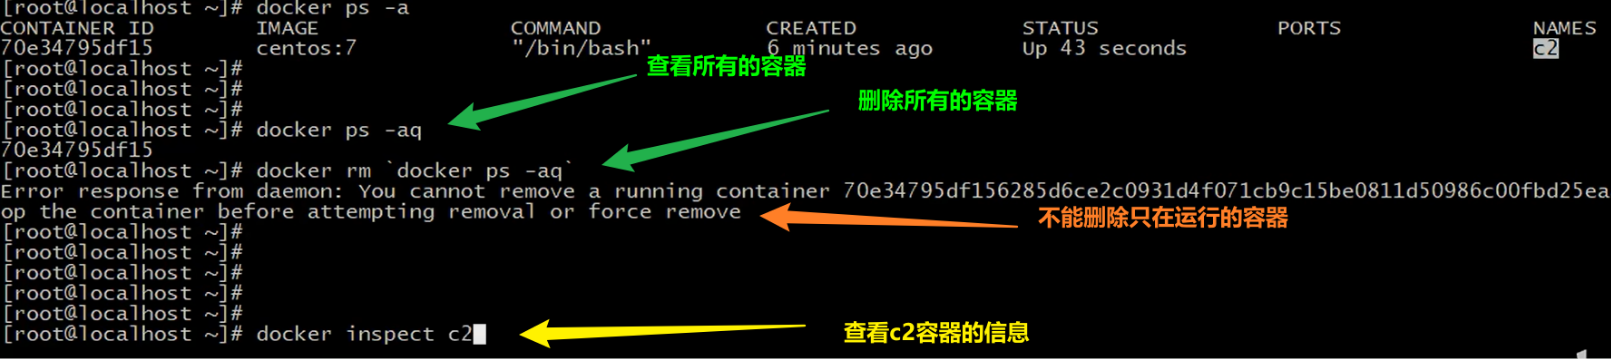 [root@localhost ~]# docker ps -a
CONTAINER ID IMAGE COMMAND CREATED STATUS PORTS NAMES
70e34795df15 centos:7 "/bin/bash" 6 minutes ago Up 43 seconds c2
[root@localhost ~]#
查看所有的容器
[root@localhost ~]#
删除所有的容器
[root@localhost ~]#
[root@localhost ~]# docker ps -aq
70e34795df15
[root@localhost ~]# docker rm `docker ps -aq`
Error response from daemon: You cannot remove a running container 70e34795df156285d6ce2c0931d4f071cb9c15be0811d50986c00fbd25ea
op the container before attempting removal or force remove
不能删除只在运行的容器
[root@localhost ~]#
[root@localhost ~]#
[root@localhost ~]#
[root@localhost ~]#
[root@localhost ~]#
[root@localhost ~]# docker inspect c2
查看c2容器的信息